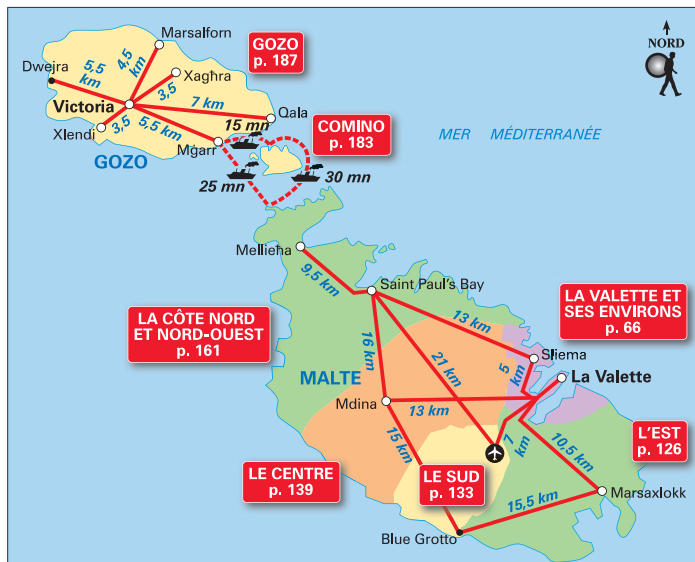 Marsalforn
GOZO
p. 187
NORD
Dwejra
5,5
km
4,5
km
Xagħra
3,5
Victoria
7 km
Qala
Xlendi
3,5
5,5 km
15 mn
COMINO
p. 183
MER MÉDITERRANÉE
GOZO
Mġarr
25 mn
30 mn
Mellieħa
9,5 km
Saint Paul's Bay
LA VALETTE ET
SES ENVIRONS
p. 66
LA CÔTE NORD
ET NORD-OUEST
p. 161
13 km
16 km
21 km
Sliema
5
km
MALTE
La Valette
Mdina
13 km
15 km
7
km
10,5 km
L'EST
p. 126
LE CENTRE
p. 139
LE SUD
p. 133
15,5 km
Marsaxlokk
Blue Grotto